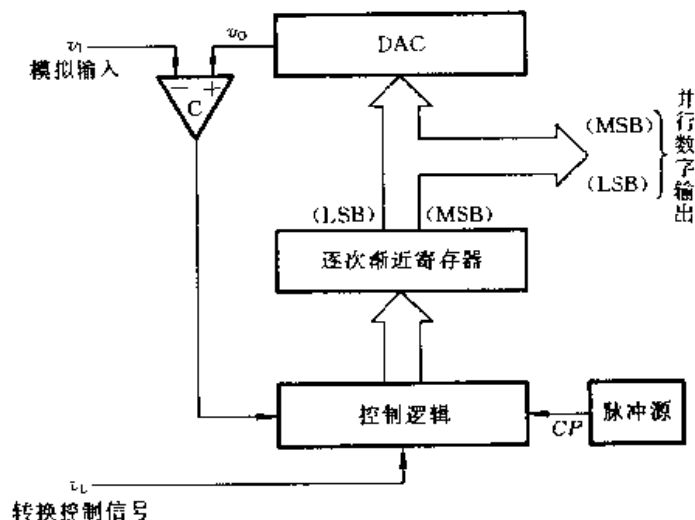 v_I
模拟输入
v_O
DAC
− +
C
(MSB)
(LSB)
并行数字输出
(LSB)
(MSB)
逐次渐近寄存器
控制逻辑
CP
脉冲源
v_L
转换控制信号